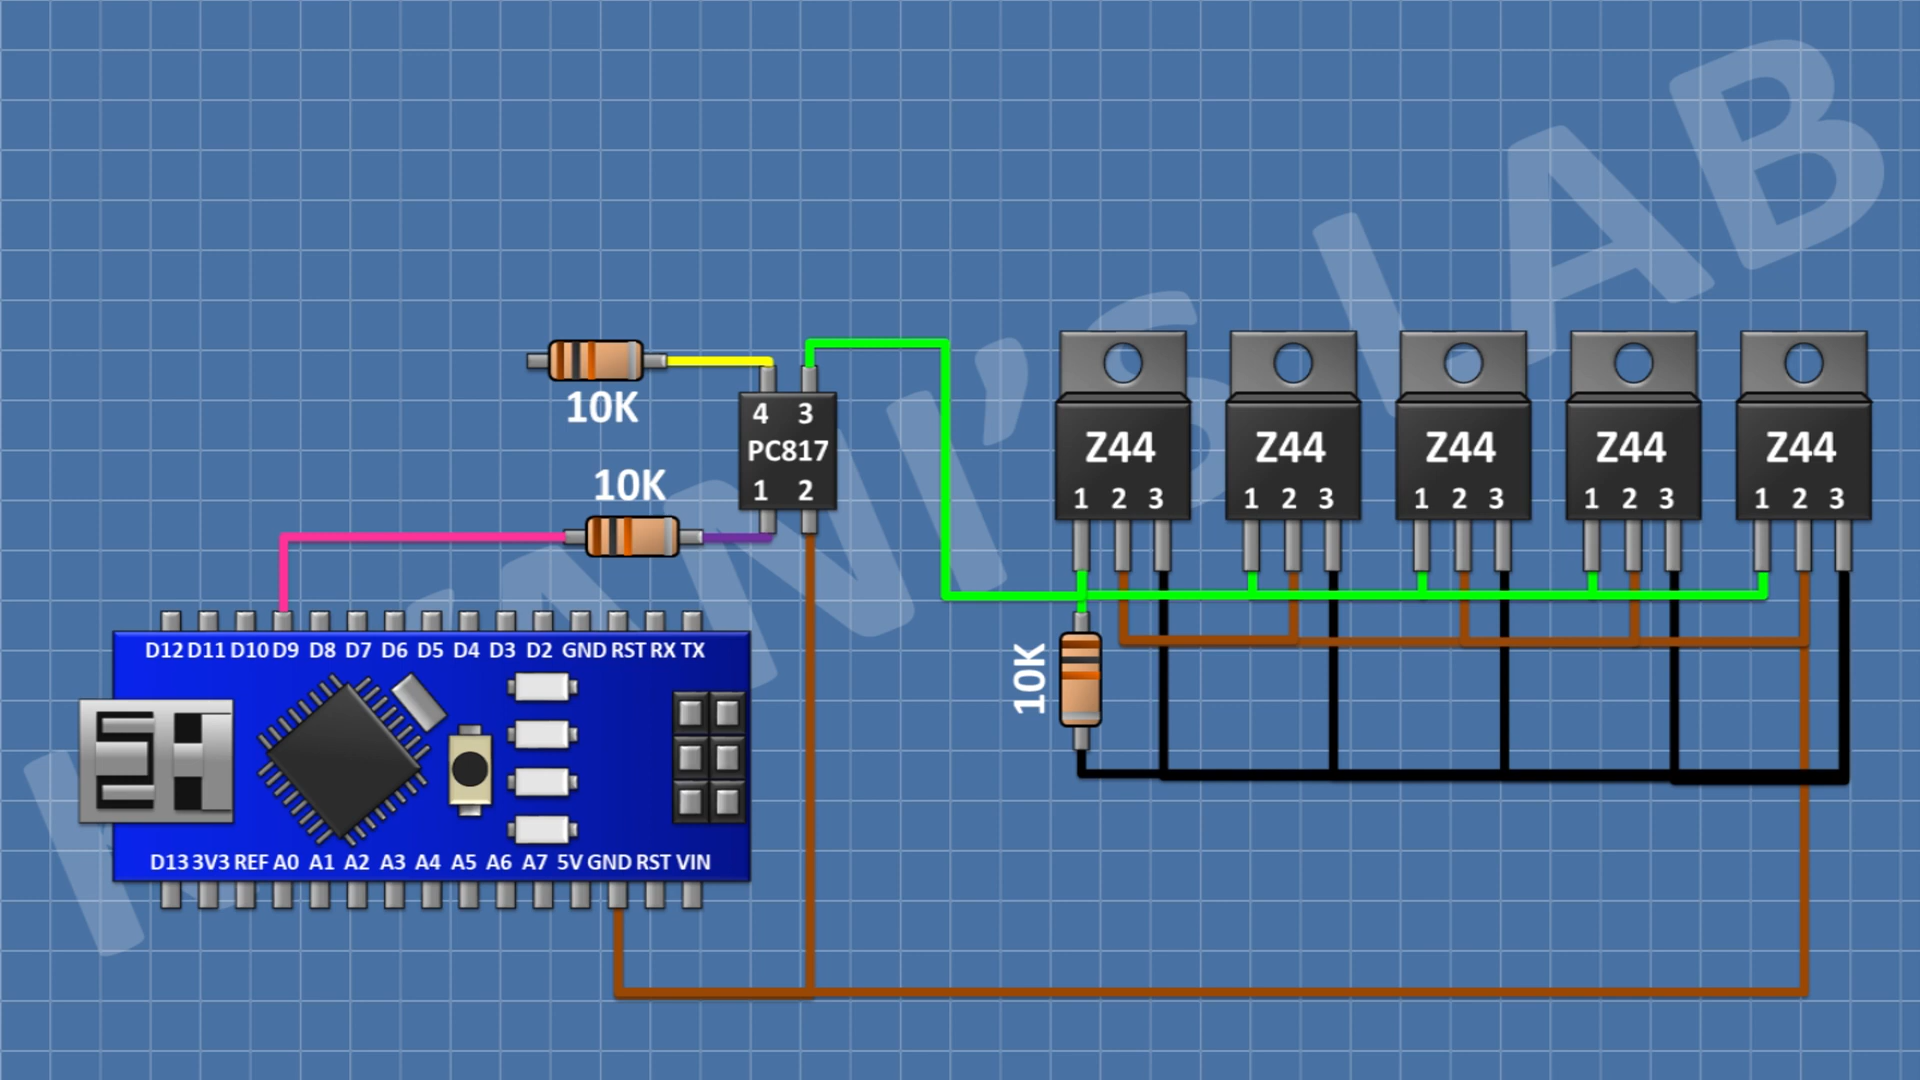 MANI'S LAB
10K
4 3
PC817
1 2
10K
Z44 Z44 Z44 Z44 Z44
1 2 3 1 2 3 1 2 3 1 2 3 1 2 3
10K
D12 D11 D10 D9 D8 D7 D6 D5 D4 D3 D2 GND RST RX TX
D13 3V3 REF A0 A1 A2 A3 A4 A5 A6 A7 5V GND RST VIN